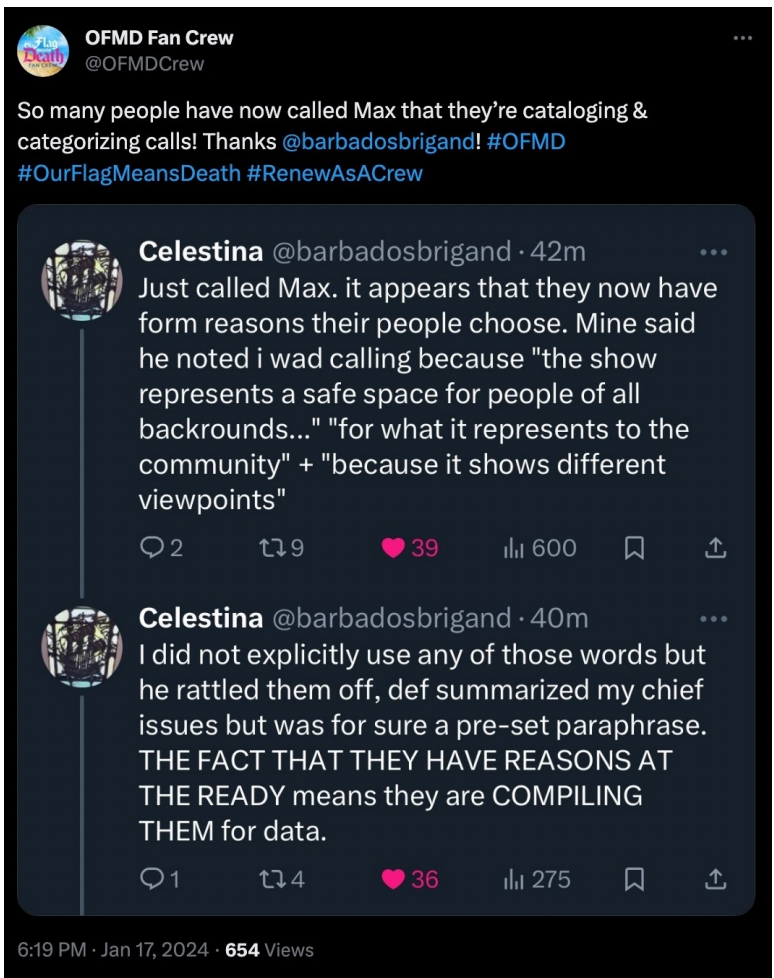 OFMD Fan Crew
@OFMDCrew
So many people have now called Max that they're cataloging &
categorizing calls! Thanks @barbadosbrigand! #OFMD
#OurFlagMeansDeath #RenewAsACrew
Celestina @barbadosbrigand · 42m
Just called Max. it appears that they now have
form reasons their people choose. Mine said
he noted i wad calling because "the show
represents a safe space for people of all
backrounds..." "for what it represents to the
community" + "because it shows different
viewpoints"
2 9 39 600
Celestina @barbadosbrigand · 40m
I did not explicitly use any of those words but
he rattled them off, def summarized my chief
issues but was for sure a pre-set paraphrase.
THE FACT THAT THEY HAVE REASONS AT
THE READY means they are COMPILING
THEM for data.
1 4 36 275
6:19 PM · Jan 17, 2024 · 654 Views